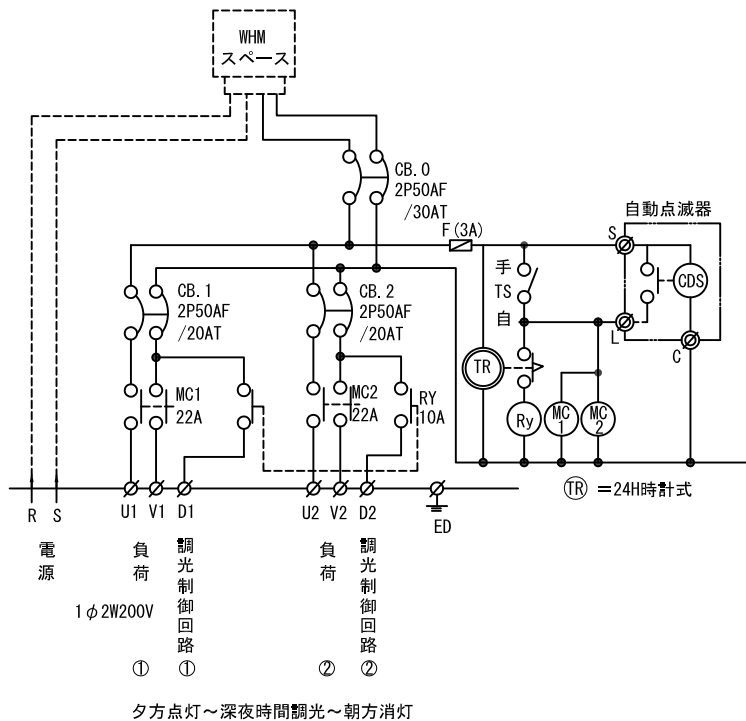 WHM
スペース
CB.0
2P50AF
/30AT
自動点滅器
F(3A)
S
手
TS
自
CDS
L
C
CB.1
2P50AF
/20AT
CB.2
2P50AF
/20AT
TR
MC1
22A
MC2
22A
RY
10A
Ry
MC
1
MC
2
TR =24H時計式
R
S
U1
V1
D1
U2
V2
D2
ED
電源
負荷
調光制御回路
負荷
調光制御回路
1φ2W200V
①
①
②
②
夕方点灯～深夜時間調光～朝方消灯